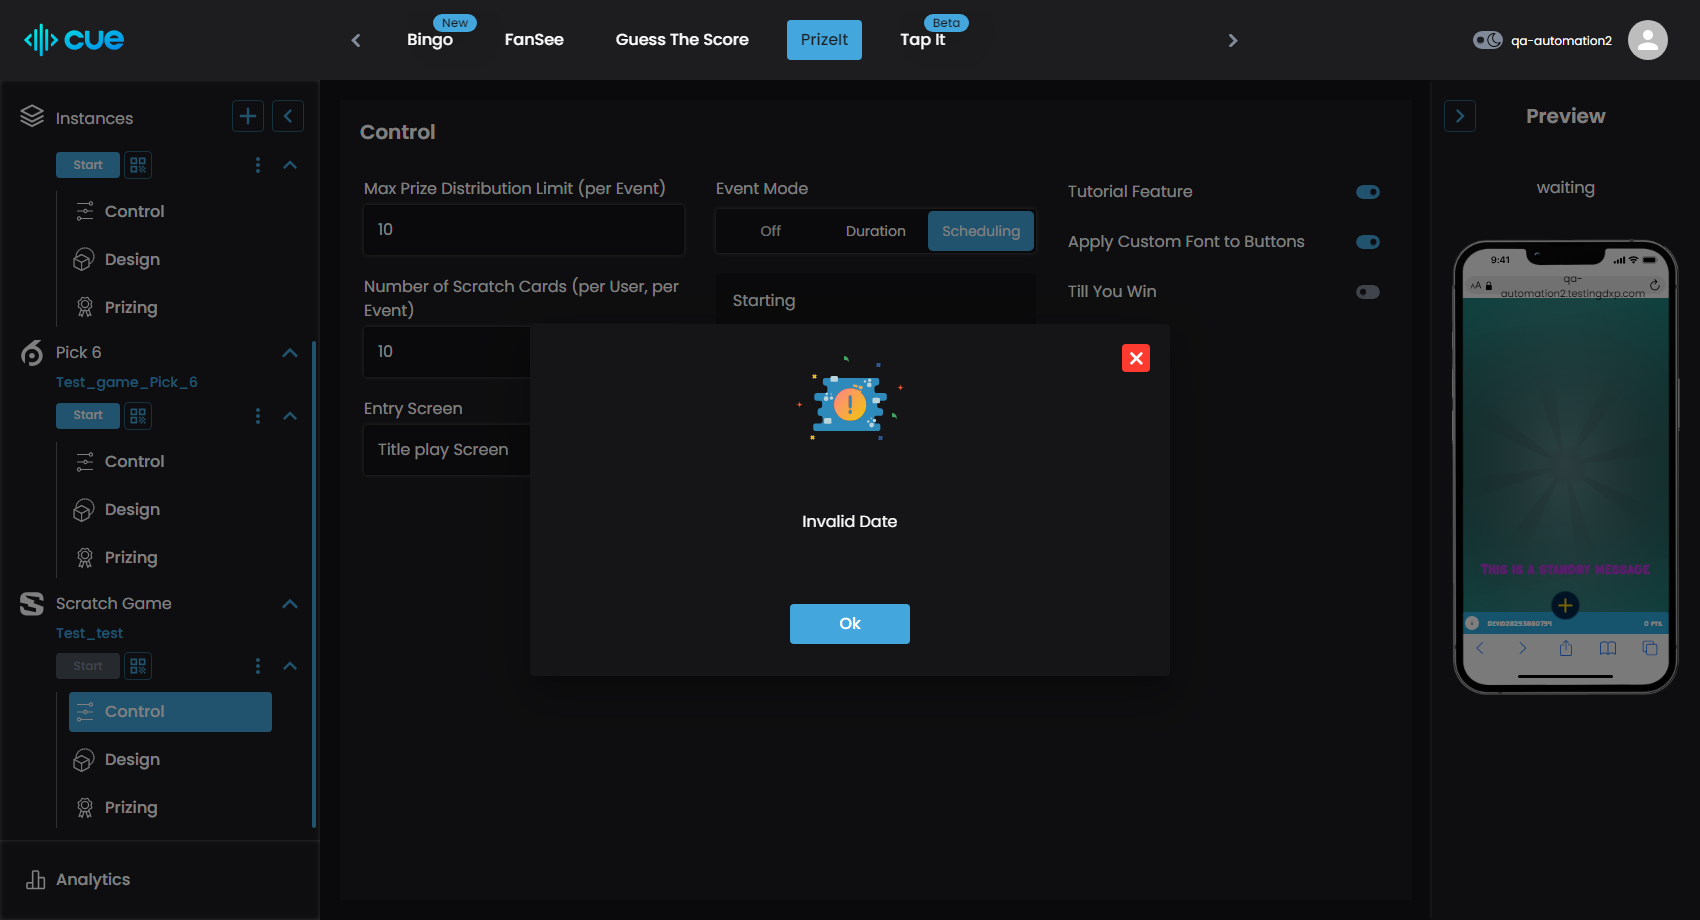 cue
New
Bingo
FanSee
Guess The Score
PrizeIt
Beta
Tap It
qa-automation2
Instances
Start
Control
Design
Prizing
Pick 6
Test_game_Pick_6
Start
Control
Design
Prizing
Scratch Game
Test_test
Start
Control
Design
Prizing
Analytics
Control
Max Prize Distribution Limit (per Event)
10
Number of Scratch Cards (per User, per
Event)
10
Entry Screen
Title play Screen
Event Mode
Off
Duration
Scheduling
Starting
Tutorial Feature
Apply Custom Font to Buttons
Till You Win
Invalid Date
Ok
Preview
waiting
9:41
AA
qa-
automation2.testingdxp.com
This is a standby message
0 PTS.